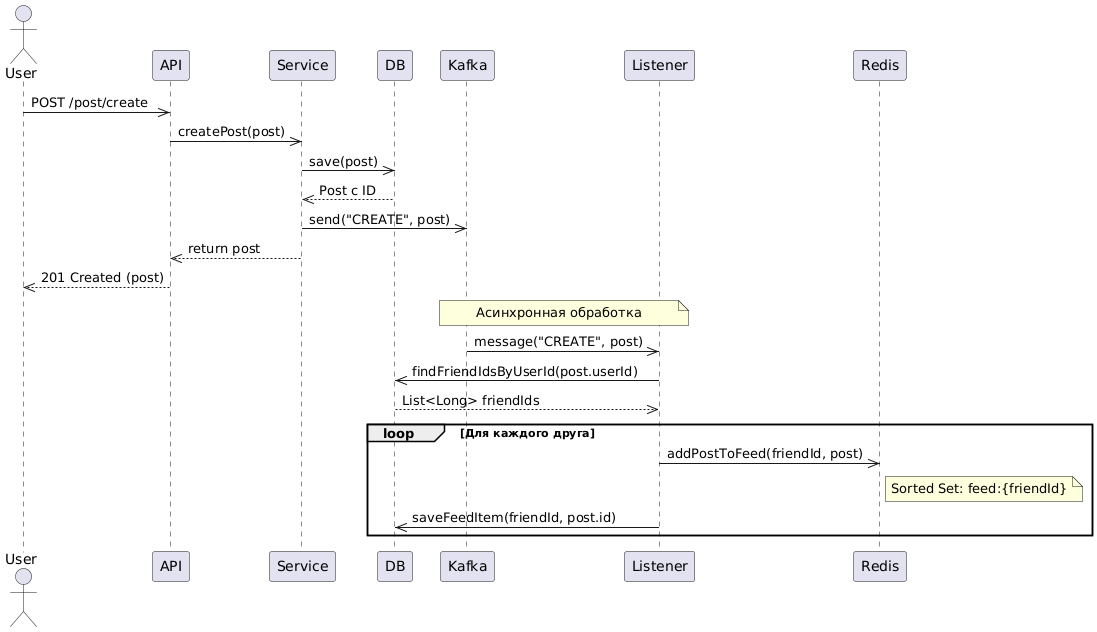 User
API
Service
DB
Kafka
Listener
Redis
POST /post/create
createPost(post)
save(post)
Post с ID
send("CREATE", post)
return post
201 Created (post)
Асинхронная обработка
message("CREATE", post)
findFriendIdsByUserId(post.userId)
List<Long> friendIds
loop [Для каждого друга]
addPostToFeed(friendId, post)
Sorted Set: feed:{friendId}
saveFeedItem(friendId, post.id)
User
API
Service
DB
Kafka
Listener
Redis